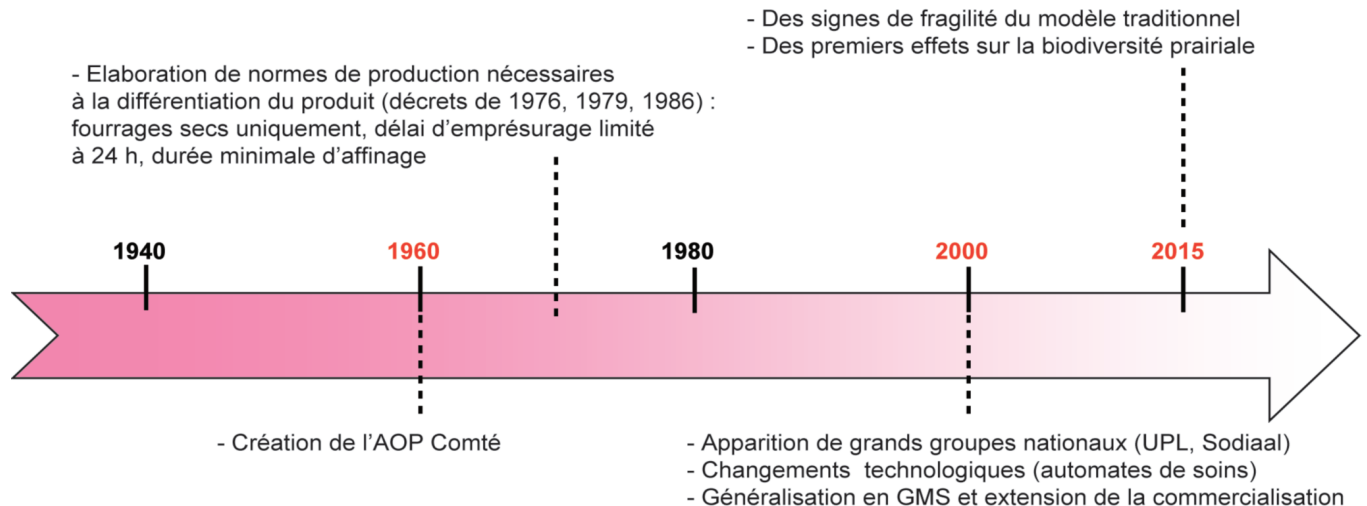 - Des signes de fragilité du modèle traditionnel
- Des premiers effets sur la biodiversité prairiale
- Elaboration de normes de production nécessaires
à la différentiation du produit (décrets de 1976, 1979, 1986) :
fourrages secs uniquement, délai d'emprésurage limité
à 24 h, durée minimale d'affinage
1940 1960 1980 2000 2015
- Création de l'AOP Comté
- Apparition de grands groupes nationaux (UPL, Sodiaal)
- Changements technologiques (automates de soins)
- Généralisation en GMS et extension de la commercialisation